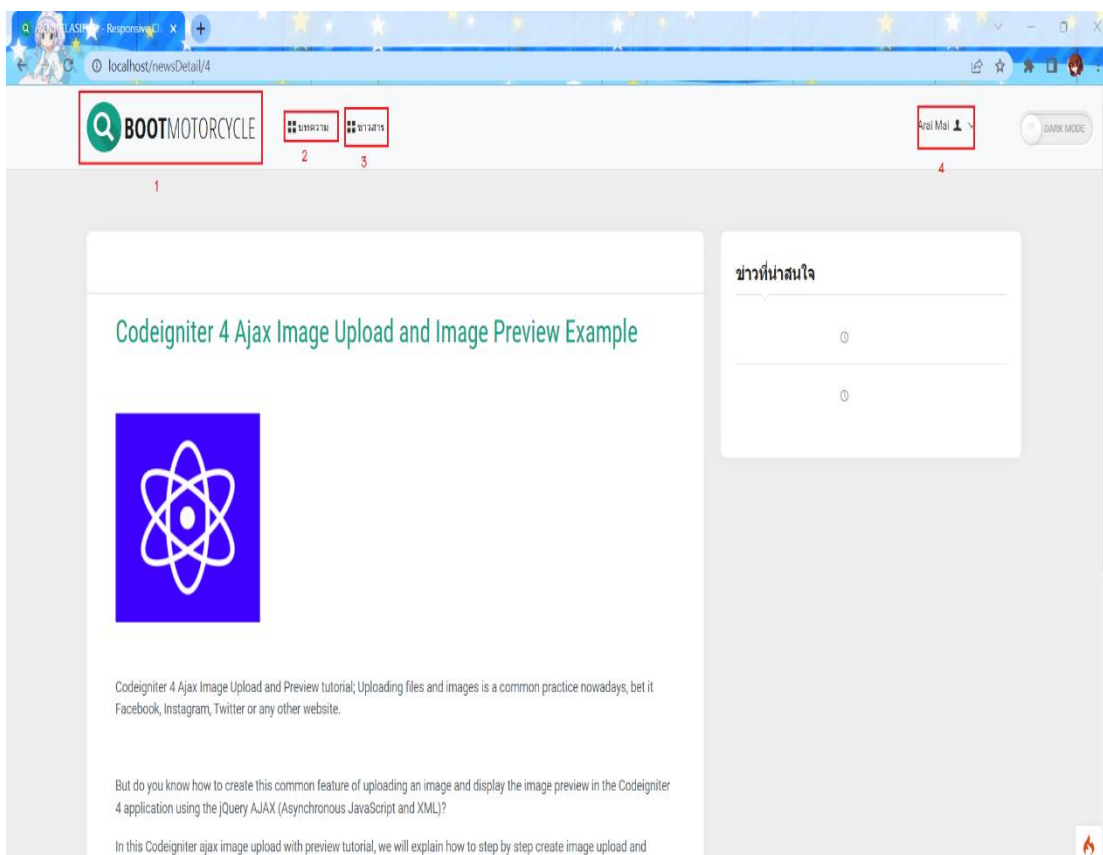 - Responsive Cl
localhost/newsDetail/4
BOOTMOTORCYCLE
บทความ
ข่าวสาร
Arai Mai
DARK MODE
1
2
3
4
ข่าวที่น่าสนใจ
Codeigniter 4 Ajax Image Upload and Image Preview Example
Codeigniter 4 Ajax Image Upload and Preview tutorial; Uploading files and images is a common practice nowadays, bet it
Facebook, Instagram, Twitter or any other website.
But do you know how to create this common feature of uploading an image and display the image preview in the Codeigniter
4 application using the jQuery AJAX (Asynchronous JavaScript and XML)?
In this Codeigniter ajax image upload with preview tutorial, we will explain how to step by step create image upload and